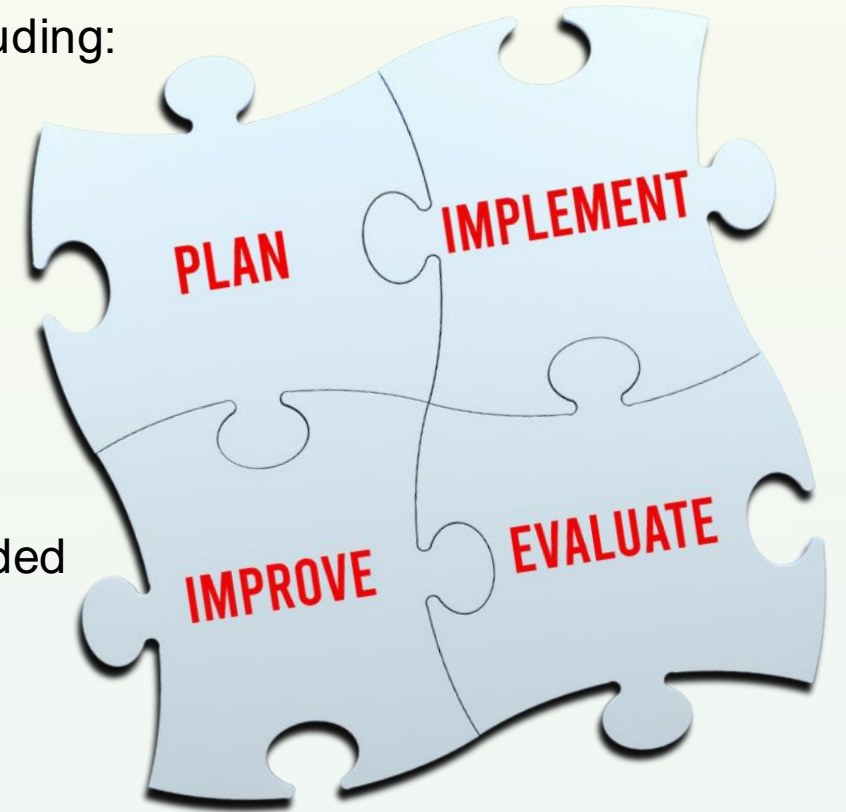 uding:
PLAN
IMPLEMENT
ded
IMPROVE
EVALUATE